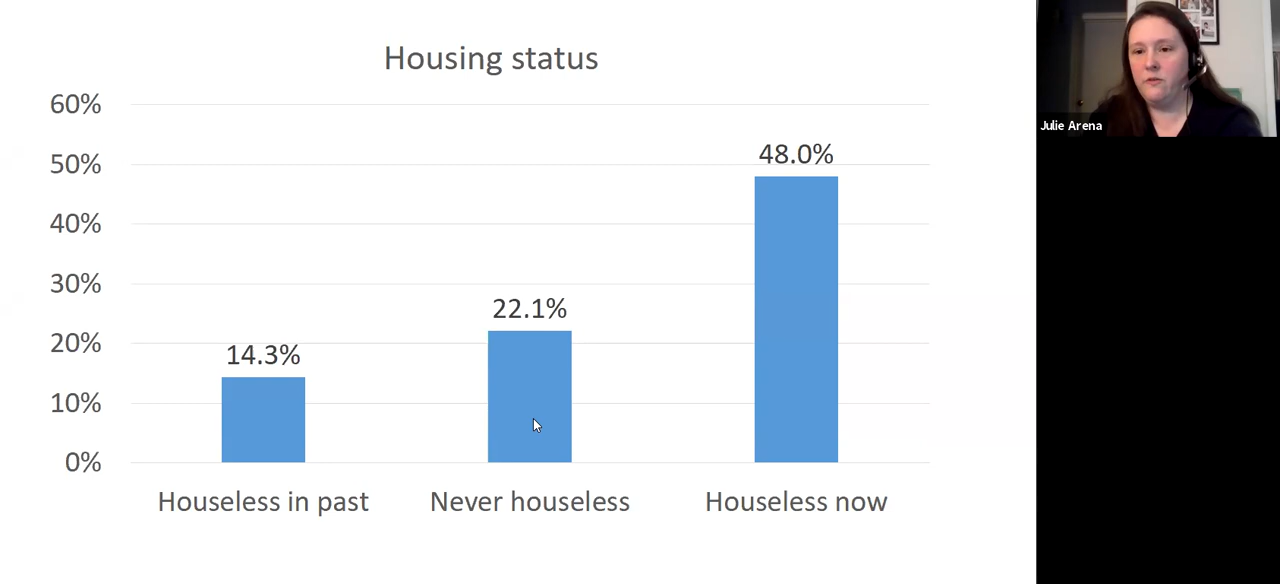 Housing status
60%
50%
40%
30%
20%
10%
0%
14.3%
22.1%
48.0%
Houseless in past
Never houseless
Houseless now
Julie Arena